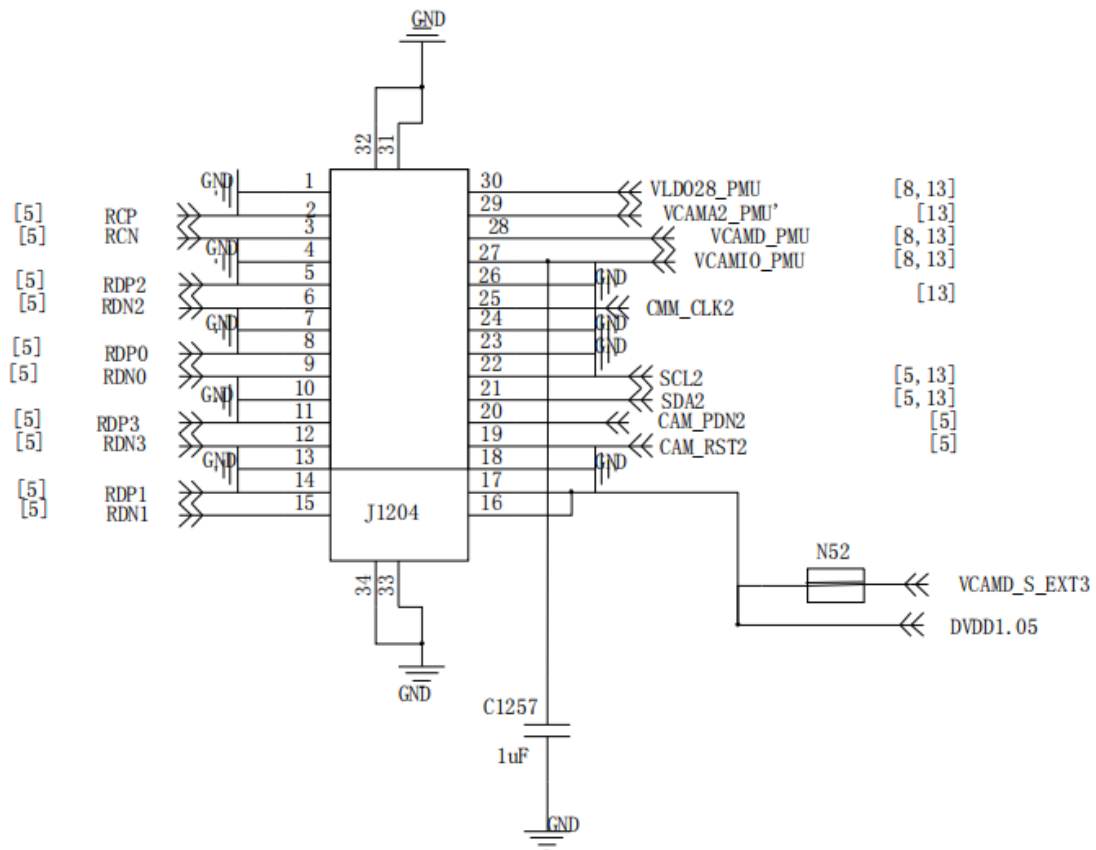 GND
32
31
GND 1 30 VLDO28_PMU [8,13]
[5] RCP 2 29 VCAMA2_PMU' [13]
[5] RCN 3 28 VCAMD_PMU [8,13]
GND 4 27 VCAMIO_PMU [8,13]
[5] RDP2 5 26 GND [13]
[5] RDN2 6 25 CMM_CLK2
GND 7 24 GND
[5] RDP0 8 23 GND
[5] RDN0 9 22 SCL2 [5,13]
GND 10 21 SDA2 [5,13]
[5] RDP3 11 20 CAM_PDN2 [5]
[5] RDN3 12 19 CAM_RST2 [5]
GND 13 18 GND
[5] RDP1 14 17
[5] RDN1 15 16
J1204
34
33
N52
VCAMD_S_EXT3
DVDD1.05
GND
C1257
1uF
GND